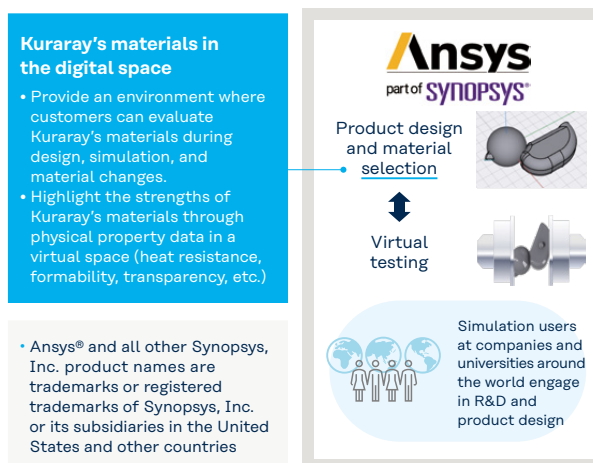 Kuraray's materials in
the digital space
• Provide an environment where
customers can evaluate
Kuraray's materials during
design, simulation, and
material changes.
• Highlight the strengths of
Kuraray's materials through
physical property data in a
virtual space (heat resistance,
formability, transparency, etc.)
• Ansys® and all other Synopsys,
Inc. product names are
trademarks or registered
trademarks of Synopsys, Inc.
or its subsidiaries in the United
States and other countries
Ansys
part of SYNOPSYS®
Product design
and material
selection
Virtual
testing
Simulation users
at companies and
universities around
the world engage
in R&D and
product design